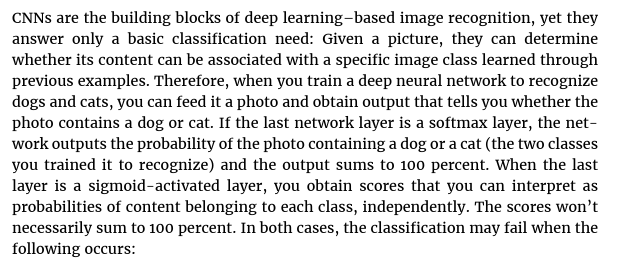 CNNs are the building blocks of deep learning–based image recognition, yet they
answer only a basic classification need: Given a picture, they can determine
whether its content can be associated with a specific image class learned through
previous examples. Therefore, when you train a deep neural network to recognize
dogs and cats, you can feed it a photo and obtain output that tells you whether the
photo contains a dog or cat. If the last network layer is a softmax layer, the net-
work outputs the probability of the photo containing a dog or a cat (the two classes
you trained it to recognize) and the output sums to 100 percent. When the last
layer is a sigmoid-activated layer, you obtain scores that you can interpret as
probabilities of content belonging to each class, independently. The scores won’t
necessarily sum to 100 percent. In both cases, the classification may fail when the
following occurs: